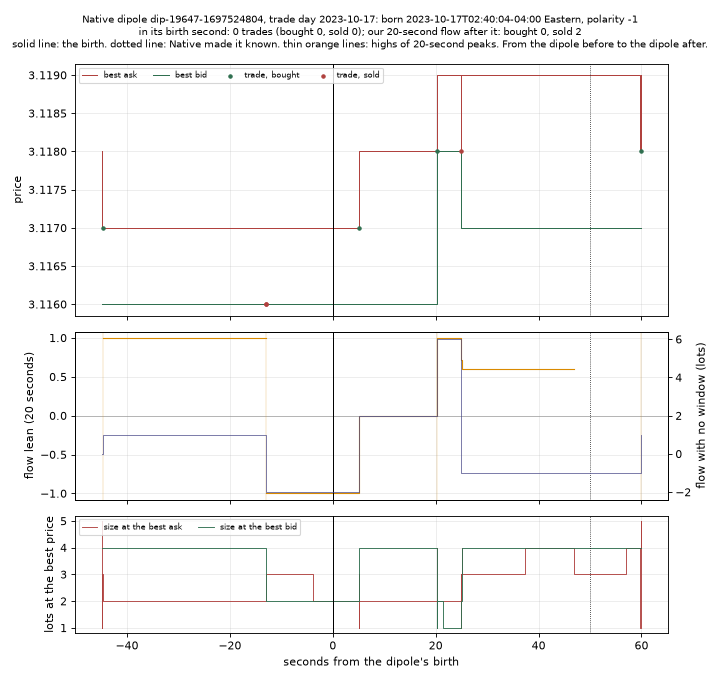 Native dipole dip-19647-1697524804, trade day 2023-10-17: born 2023-10-17T02:40:04-04:00 Eastern, polarity -1
in its birth second: 0 trades (bought 0, sold 0); our 20-second flow after it: bought 0, sold 2
solid line: the birth. dotted line: Native made it known. thin orange lines: highs of 20-second peaks. From the dipole before to the dipole after.
best ask
best bid
trade, bought
trade, sold
3.1190
3.1185
3.1180
3.1175
3.1170
3.1165
3.1160
price
1.0
0.5
0.0
−0.5
−1.0
flow lean (20 seconds)
6
4
2
0
−2
flow with no window (lots)
size at the best ask
size at the best bid
5
4
3
2
1
lots at the best price
−40
−20
0
20
40
60
seconds from the dipole's birth